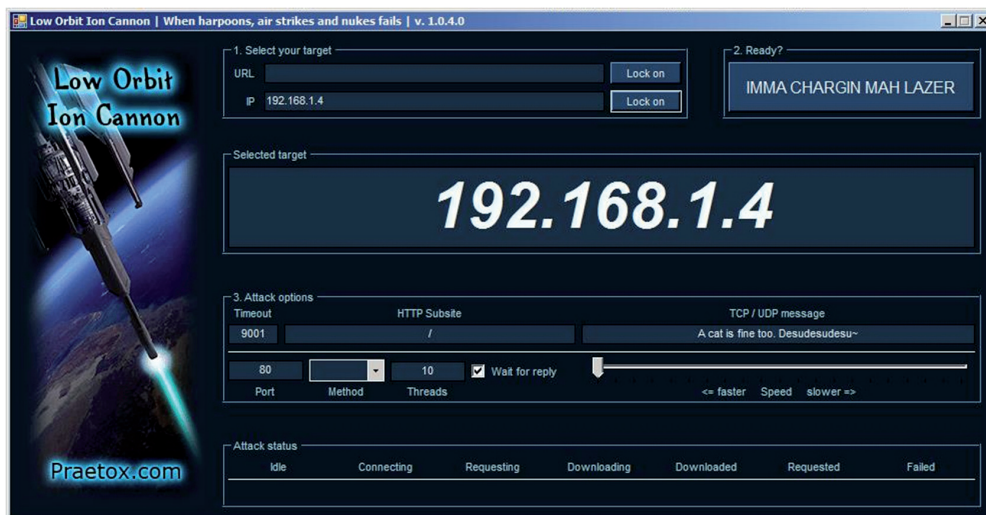 Low Orbit Ion Cannon | When harpoons, air strikes and nukes fails | v. 1.0.4.0
Low Orbit
Ion Cannon
Praetox.com
1. Select your target
URL
Lock on
IP
192.168.1.4
Lock on
2. Ready?
IMMA CHARGIN MAH LAZER
Selected target
192.168.1.4
3. Attack options
Timeout
HTTP Subsite
TCP / UDP message
9001
/
A cat is fine too. Desudesudesu~
80
10
Wait for reply
Port
Method
Threads
<= faster
Speed
slower =>
Attack status
Idle
Connecting
Requesting
Downloading
Downloaded
Requested
Failed